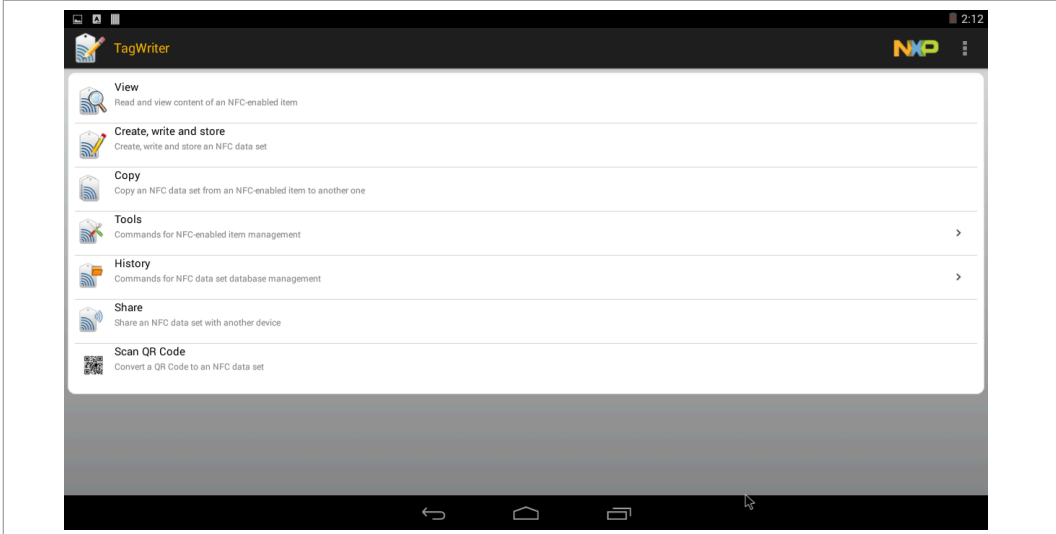 2:12
TagWriter
NXP
View
Read and view content of an NFC-enabled item
Create, write and store
Create, write and store an NFC data set
Copy
Copy an NFC data set from an NFC-enabled item to another one
Tools
Commands for NFC-enabled item management
History
Commands for NFC data set database management
Share
Share an NFC data set with another device
Scan QR Code
Convert a QR Code to an NFC data set